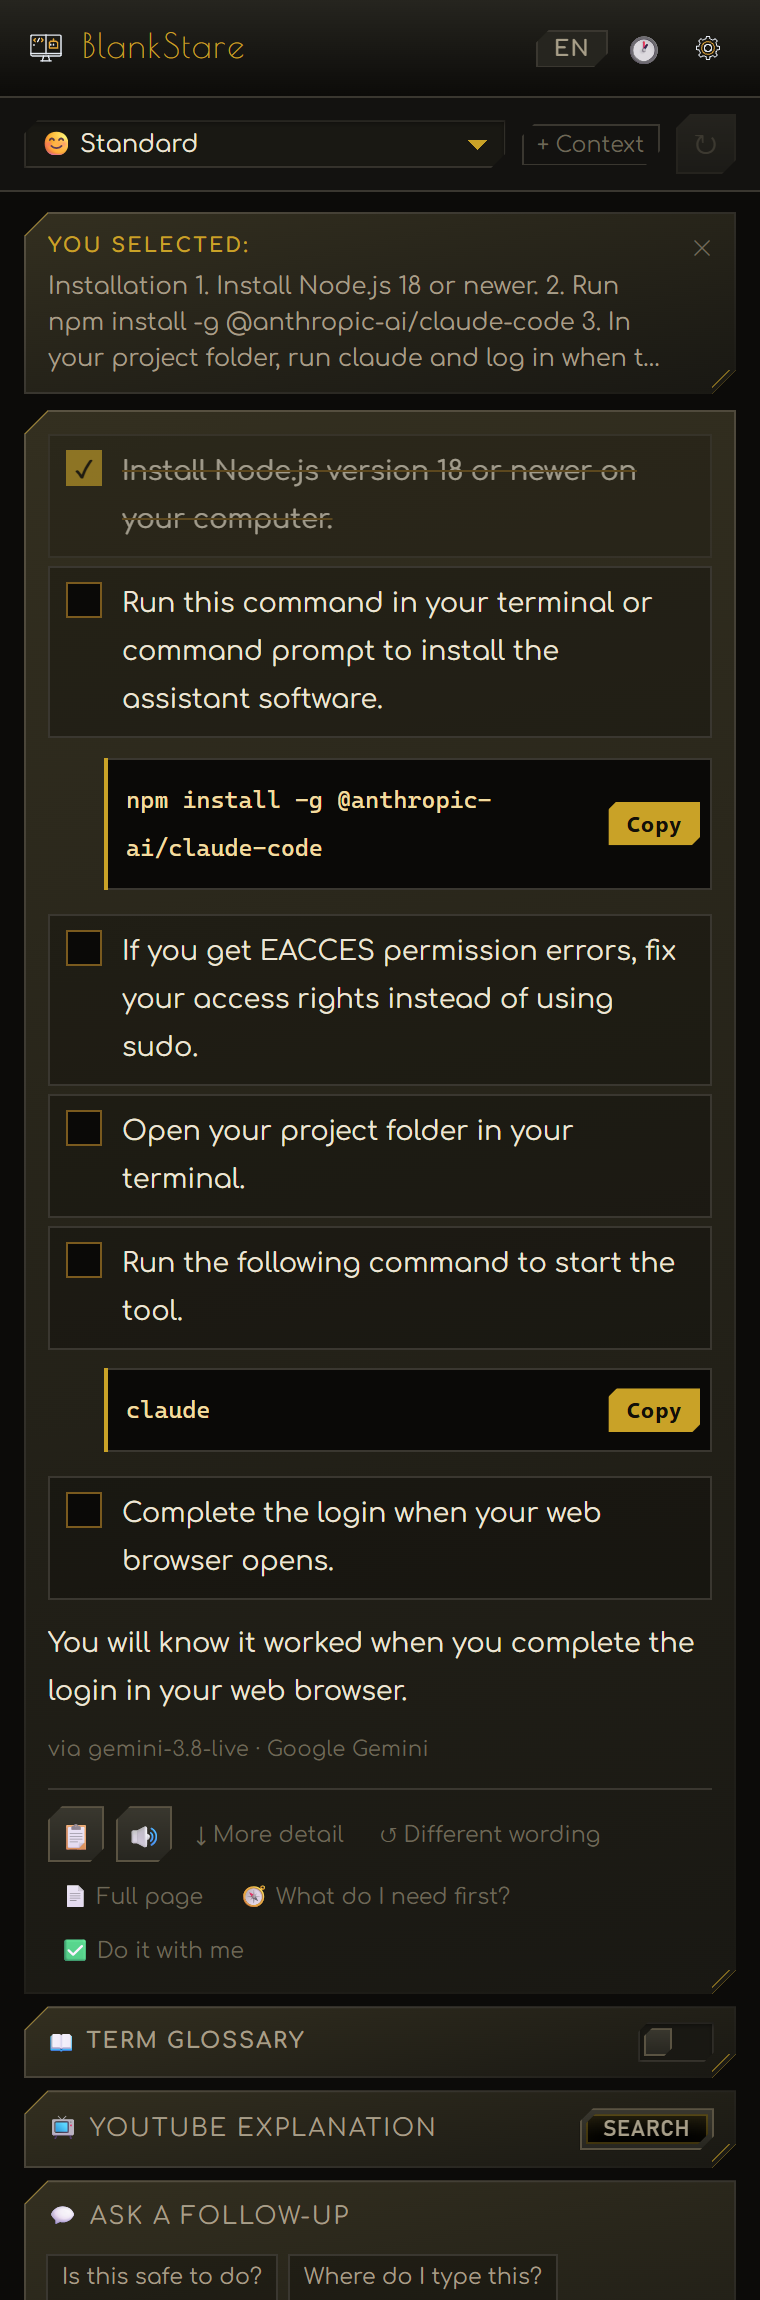 BlankStare
EN
Standard
+ Context
YOU SELECTED:
Installation 1. Install Node.js 18 or newer. 2. Run
npm install -g @anthropic-ai/claude-code 3. In
your project folder, run claude and log in when t...
Install Node.js version 18 or newer on
your computer.
Run this command in your terminal or
command prompt to install the
assistant software.
npm install -g @anthropic-
ai/claude-code
Copy
If you get EACCES permission errors, fix
your access rights instead of using
sudo.
Open your project folder in your
terminal.
Run the following command to start the
tool.
claude
Copy
Complete the login when your web
browser opens.
You will know it worked when you complete the
login in your web browser.
via gemini-3.8-live · Google Gemini
↓ More detail
↺ Different wording
Full page
What do I need first?
Do it with me
TERM GLOSSARY
YOUTUBE EXPLANATION
SEARCH
ASK A FOLLOW-UP
Is this safe to do?
Where do I type this?